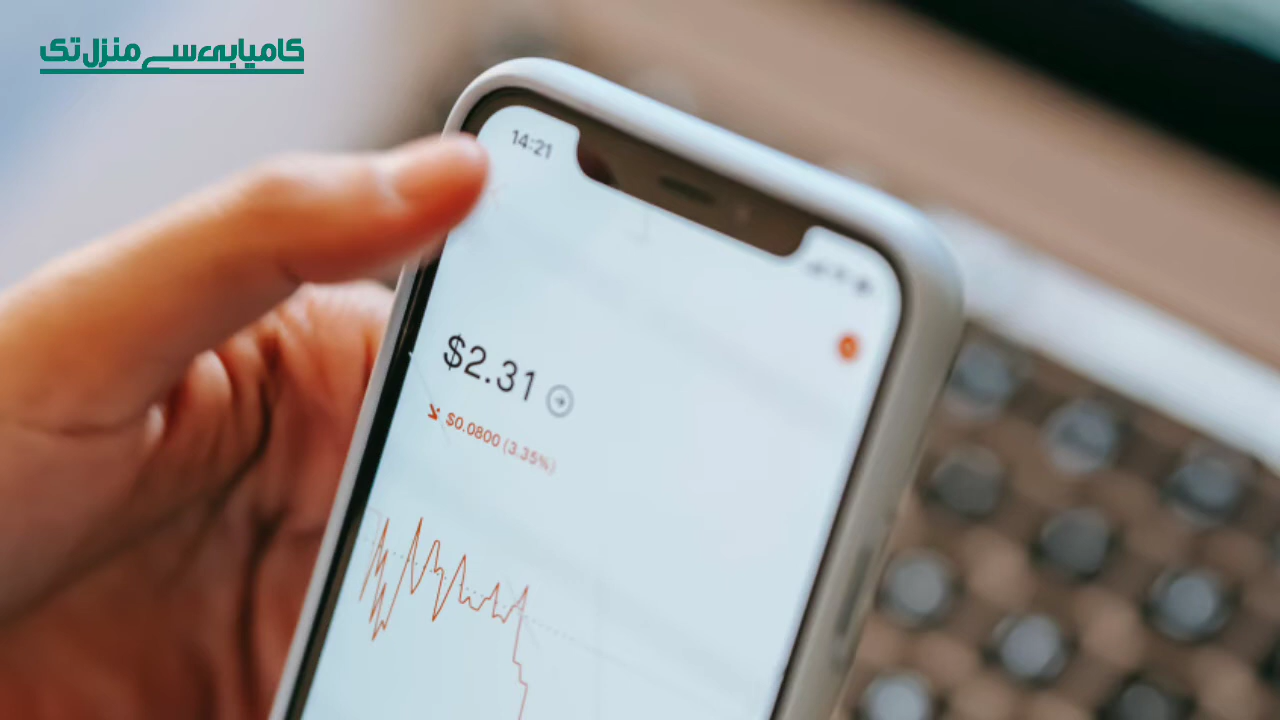 کامیابی سے منزل تک
14:21
$2.31
$0.0800 (3.35%)